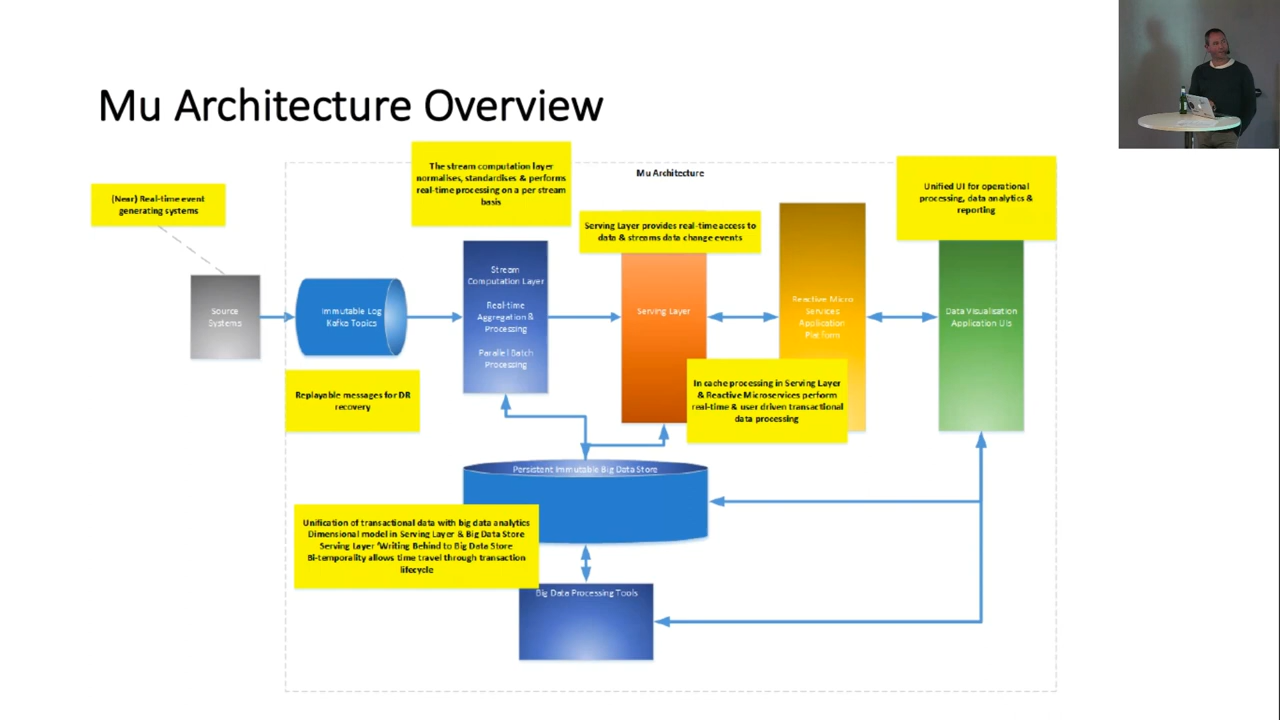 Mu Architecture Overview
Mu Architecture
(Near) Real-time event
generating systems
The stream computation layer
normalises, standardises & performs
real-time processing on a per stream
basis
Serving Layer provides real-time access to
data & streams data change events
Unified UI for operational
processing, data analytics &
reporting
Source
Systems
Immutable Log
Kafka Topics
Stream
Computation Layer
Real-time
Aggregation &
Processing
Parallel Batch
Processing
Serving Layer
Reactive Micro
Services
Application
Platform
Data Visualisation
Application UIs
Replayable messages for DR
recovery
In cache processing in Serving Layer
& Reactive Microservices perform
real-time & user driven transactional
data processing
Persistent Immutable Big Data Store
Unification of transactional data with big data analytics
Dimensional model in Serving Layer & Big Data Store
Serving Layer 'Writing Behind to Big Data Store
Bi-temporality allows time travel through transaction
lifecycle
Big Data Processing Tools